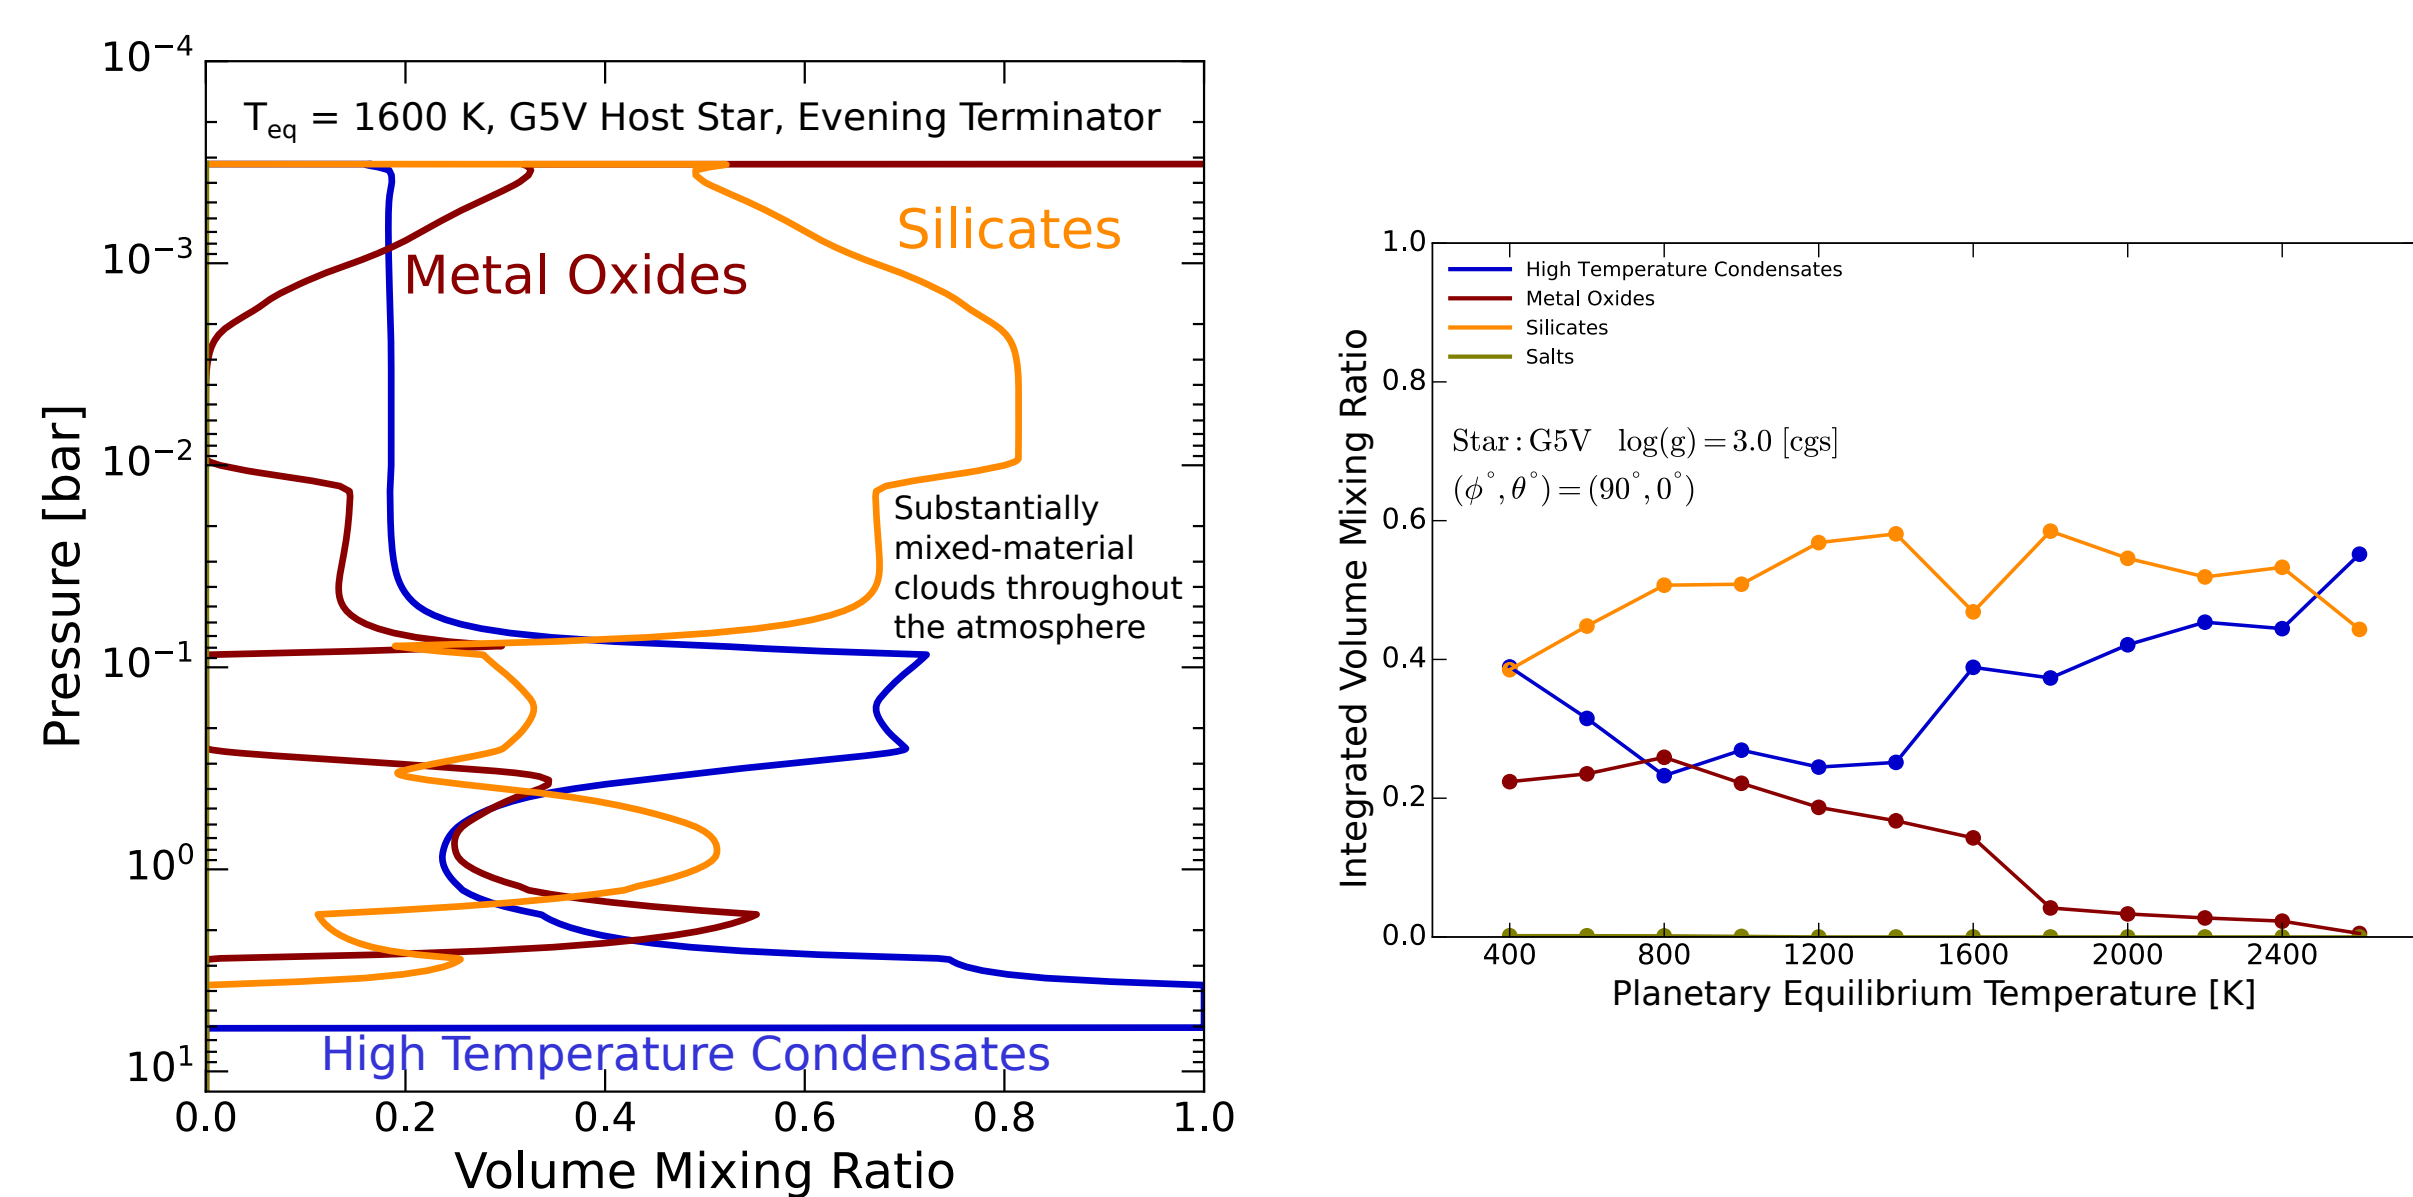 10⁻⁴
10⁻³
10⁻²
10⁻¹
10⁰
10¹
Pressure [bar]
T_eq = 1600 K, G5V Host Star, Evening Terminator
Silicates
Metal Oxides
Substantially
mixed-material
clouds throughout
the atmosphere
High Temperature Condensates
0.0 0.2 0.4 0.6 0.8 1.0
Volume Mixing Ratio
1.0
0.8
0.6
0.4
0.2
0.0
Integrated Volume Mixing Ratio
High Temperature Condensates
Metal Oxides
Silicates
Salts
Star : G5V log(g) = 3.0 [cgs]
(ϕ°, θ°) = (90°, 0°)
400 800 1200 1600 2000 2400
Planetary Equilibrium Temperature [K]